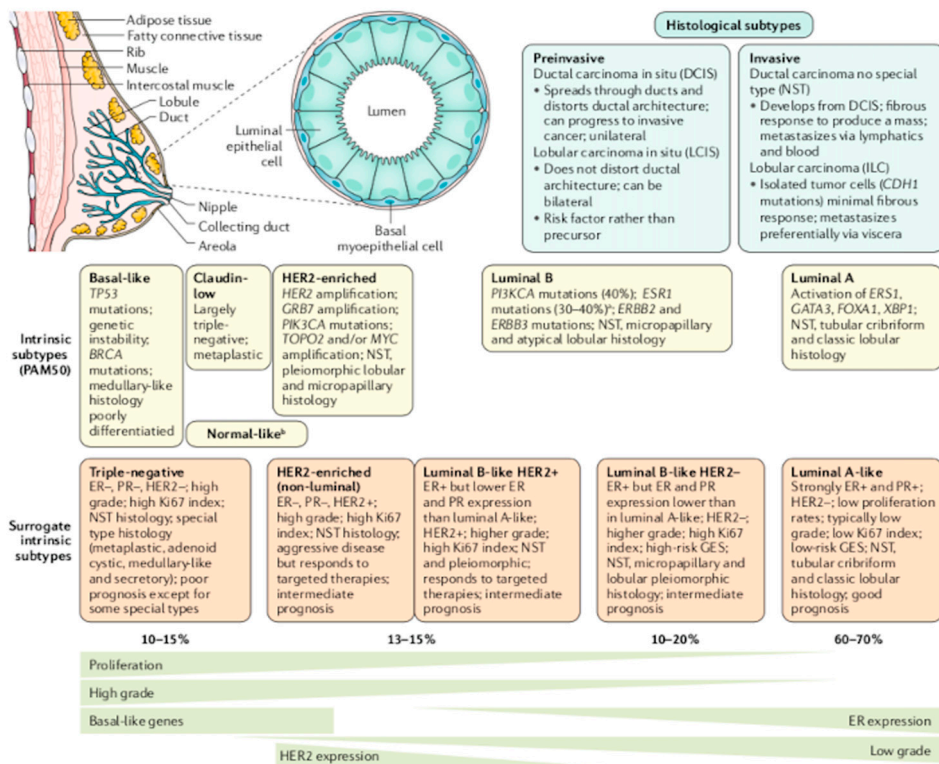 Adipose tissue
Fatty connective tissue
Rib
Muscle
Intercostal muscle
Lobule
Duct
Nipple
Collecting duct
Areola
Luminal
epithelial
cell
Lumen
Basal
myoepithelial cell
Histological subtypes
Preinvasive
Ductal carcinoma in situ (DCIS)
• Spreads through ducts and
distorts ductal architecture;
can progress to invasive
cancer; unilateral
Lobular carcinoma in situ (LCIS)
• Does not distort ductal
architecture; can be
bilateral
• Risk factor rather than
precursor
Invasive
Ductal carcinoma no special
type (NST)
• Develops from DCIS; fibrous
response to produce a mass;
metastasizes via lymphatics
and blood
Lobular carcinoma (ILC)
• Isolated tumor cells (CDH1
mutations) minimal fibrous
response; metastasizes
preferentially via viscera
Intrinsic
subtypes
(PAM50)
Basal-like
TP53
mutations;
genetic
instability;
BRCA
mutations;
medullary-like
histology
poorly
differentiatied
Claudin-
low
Largely
triple-
negative;
metaplastic
HER2-enriched
HER2 amplification;
GRB7 amplification;
PIK3CA mutations;
TOPO2 and/or MYC
amplification; NST,
pleiomorphic lobular
and micropapillary
histology
Normal-likeᵇ
Luminal B
PI3KCA mutations (40%); ESR1
mutations (30–40%)ᵃ; ERBB2 and
ERBB3 mutations; NST, micropapillary
and atypical lobular histology
Luminal A
Activation of ERS1,
GATA3, FOXA1, XBP1;
NST, tubular cribriform
and classic lobular
histology
Surrogate
intrinsic
subtypes
Triple-negative
ER–, PR–, HER2–; high
grade; high Ki67 index;
NST histology; special
type histology
(metaplastic, adenoid
cystic, medullary-like
and secretory); poor
prognosis except for
some special types
HER2-enriched
(non-luminal)
ER–, PR–, HER2+;
high grade; high Ki67
index; NST histology;
aggressive disease
but responds to
targeted therapies;
intermediate
prognosis
Luminal B-like HER2+
ER+ but lower ER
and PR expression
than luminal A-like;
HER2+; higher grade;
high Ki67 index; NST
and pleiomorphic;
responds to targeted
therapies; intermediate
prognosis
Luminal B-like HER2–
ER+ but ER and PR
expression lower than
in luminal A-like; HER2–;
higher grade; high Ki67
index; high-risk GES;
NST, micropapillary and
lobular pleiomorphic
histology; intermediate
prognosis
Luminal A-like
Strongly ER+ and PR+;
HER2–; low proliferation
rates; typically low
grade; low Ki67 index;
low-risk GES; NST,
tubular cribriform
and classic lobular
histology; good
prognosis
10–15%
13–15%
10–20%
60–70%
Proliferation
High grade
Basal-like genes
ER expression
HER2 expression
Low grade